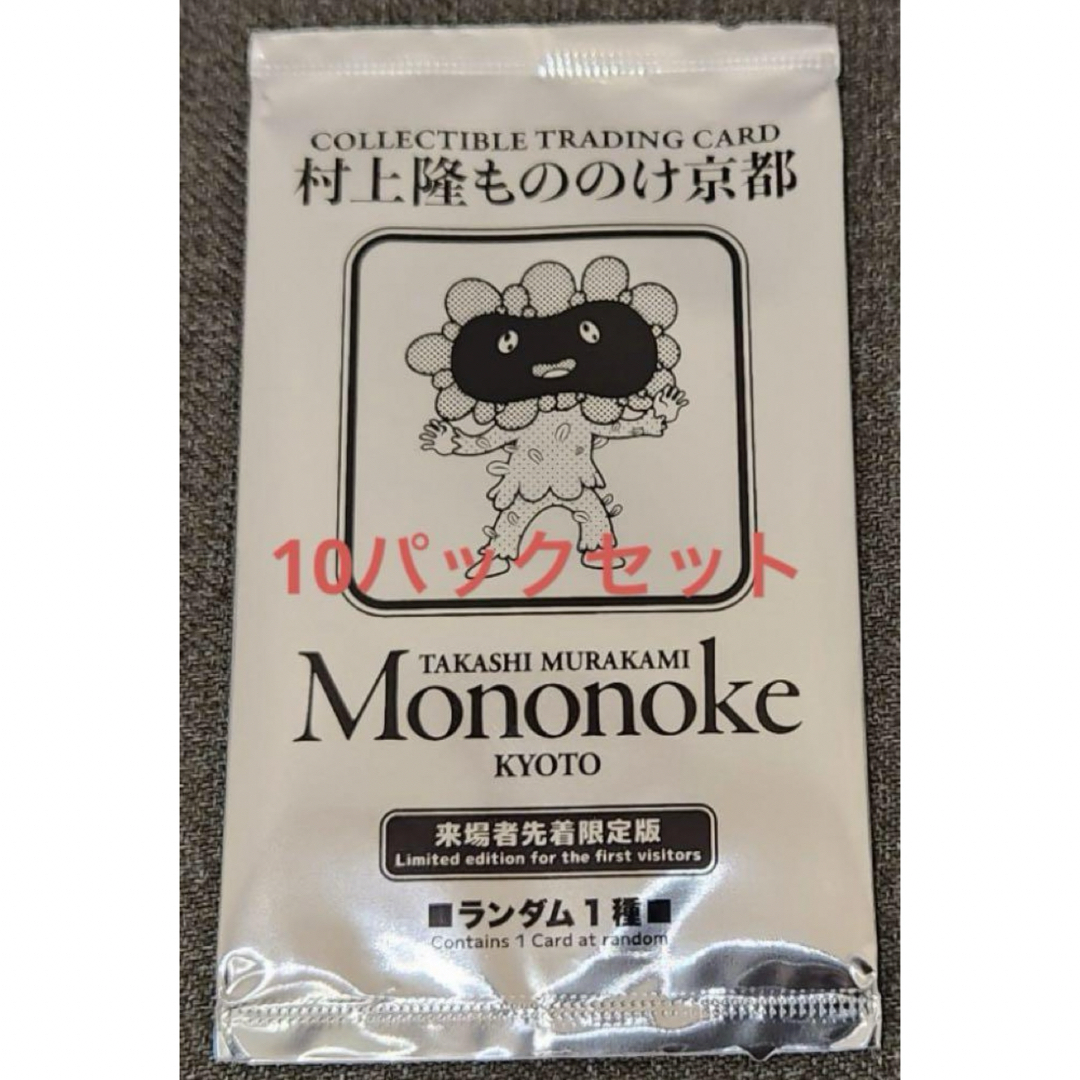 COLLECTIBLE TRADING CARD
村上隆もののけ京都
10パックセット
TAKASHI MURAKAMI
Mononoke
KYOTO
来場者先着限定版
Limited edition for the first visitors
■ランダム1種■
Contains 1 Card at random